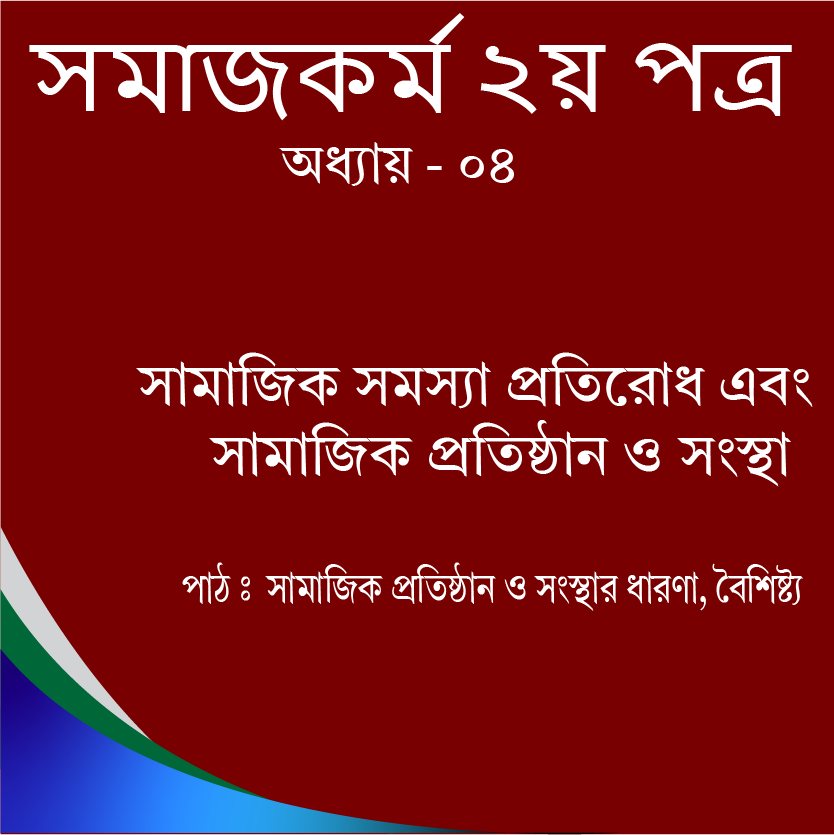 সমাজকর্ম ২য় পত্র
অধ্যায় - ০৪
সামাজিক সমস্যা প্রতিরোধ এবং
সামাজিক প্রতিষ্ঠান ও সংস্থা
পাঠ ঃ সামাজিক প্রতিষ্ঠান ও সংস্থার ধারণা, বৈশিষ্ট্য